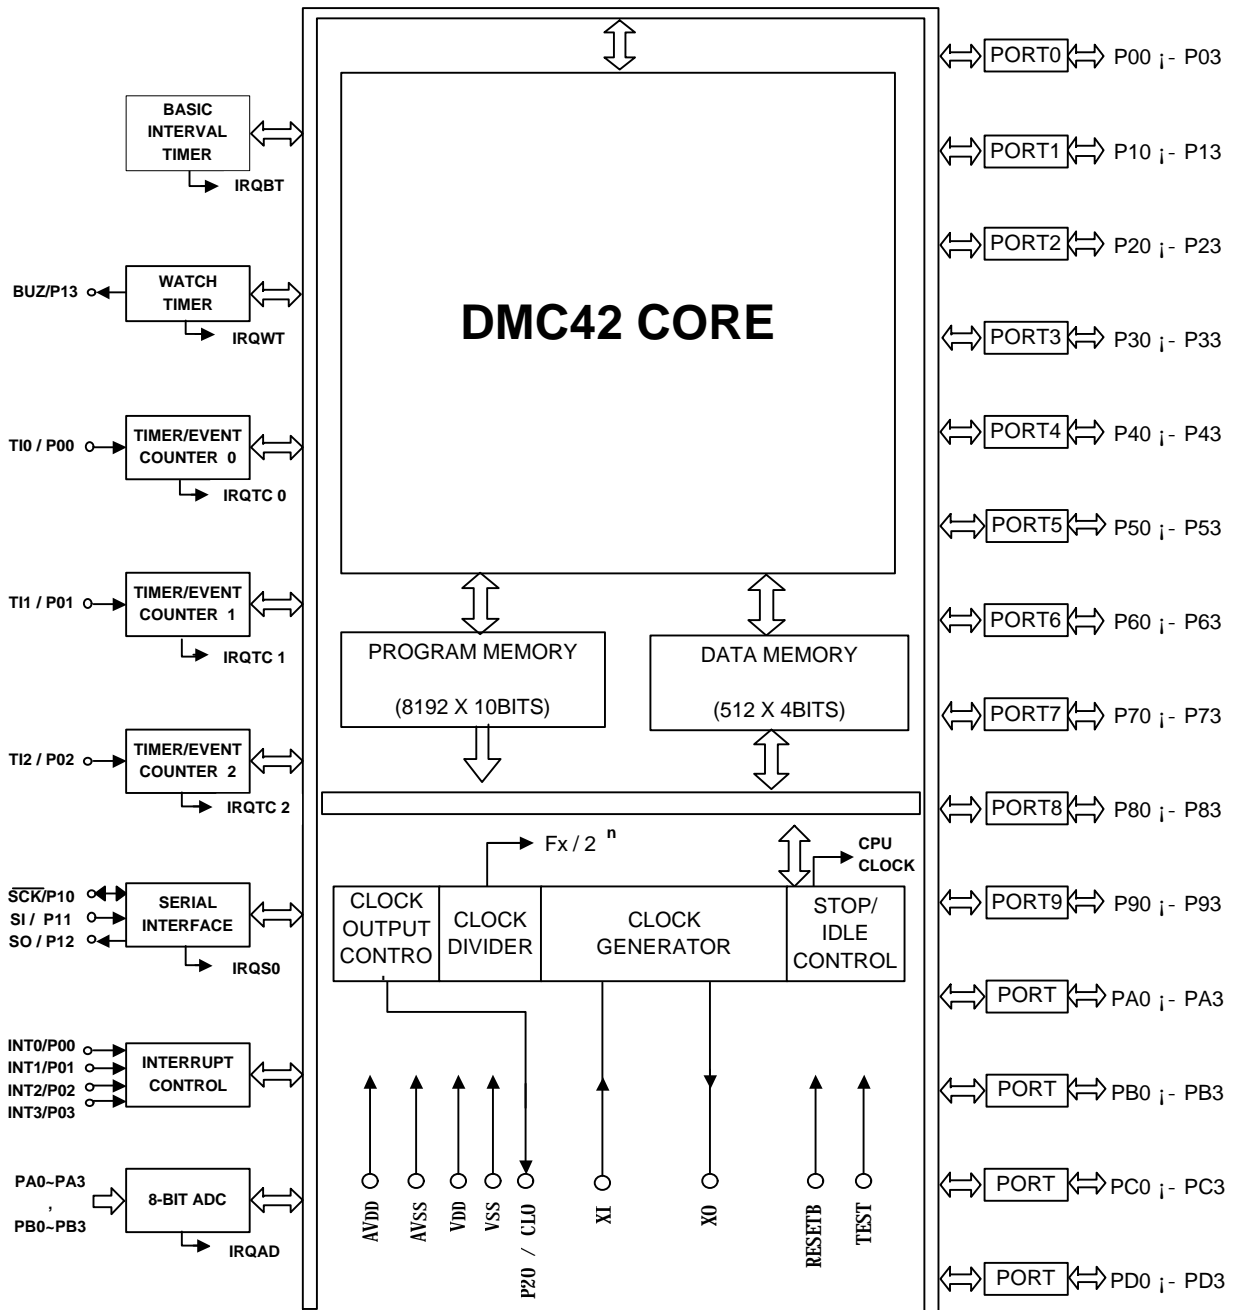 BASIC
INTERVAL
TIMER
IRQBT
BUZ/P13
WATCH
TIMER
IRQWT
TI0 / P00
TIMER/EVENT
COUNTER 0
IRQTC 0
TI1 / P01
TIMER/EVENT
COUNTER 1
IRQTC 1
TI2 / P02
TIMER/EVENT
COUNTER 2
IRQTC 2
SCK/P10
SI / P11
SO / P12
SERIAL
INTERFACE
IRQS0
INT0/P00
INT1/P01
INT2/P02
INT3/P03
INTERRUPT
CONTROL
PA0~PA3
,
PB0~PB3
8-BIT ADC
IRQAD
DMC42 CORE
PROGRAM MEMORY
(8192 X 10BITS)
DATA MEMORY
(512 X 4BITS)
Fx / 2 n
CPU
CLOCK
CLOCK
OUTPUT
CONTRO
CLOCK
DIVIDER
CLOCK
GENERATOR
STOP/
IDLE
CONTROL
AVDD
AVSS
VDD
VSS
P20 / CLO
XI
XO
RESETB
TEST
PORT0 P00 ¡- P03
PORT1 P10 ¡- P13
PORT2 P20 ¡- P23
PORT3 P30 ¡- P33
PORT4 P40 ¡- P43
PORT5 P50 ¡- P53
PORT6 P60 ¡- P63
PORT7 P70 ¡- P73
PORT8 P80 ¡- P83
PORT9 P90 ¡- P93
PORT PA0 ¡- PA3
PORT PB0 ¡- PB3
PORT PC0 ¡- PC3
PORT PD0 ¡- PD3